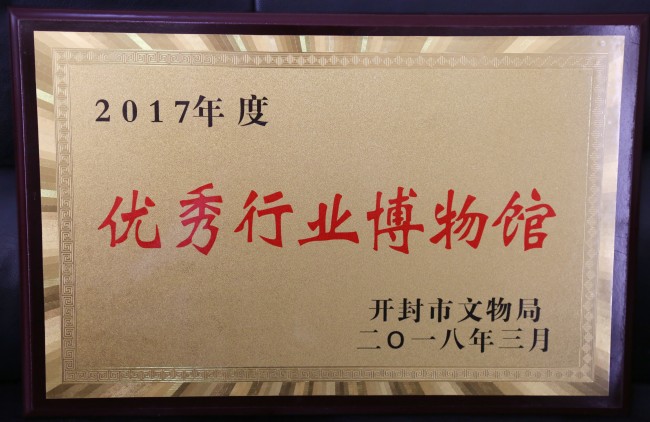 2017年度
优秀行业博物馆
开封市文物局
二〇一八年三月